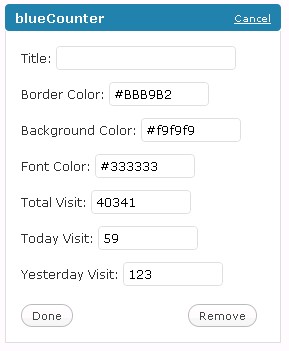 blueCounter Cancel
Title:
Border Color: #BBB9B2
Background Color: #f9f9f9
Font Color: #333333
Total Visit: 40341
Today Visit: 59
Yesterday Visit: 123
Done Remove